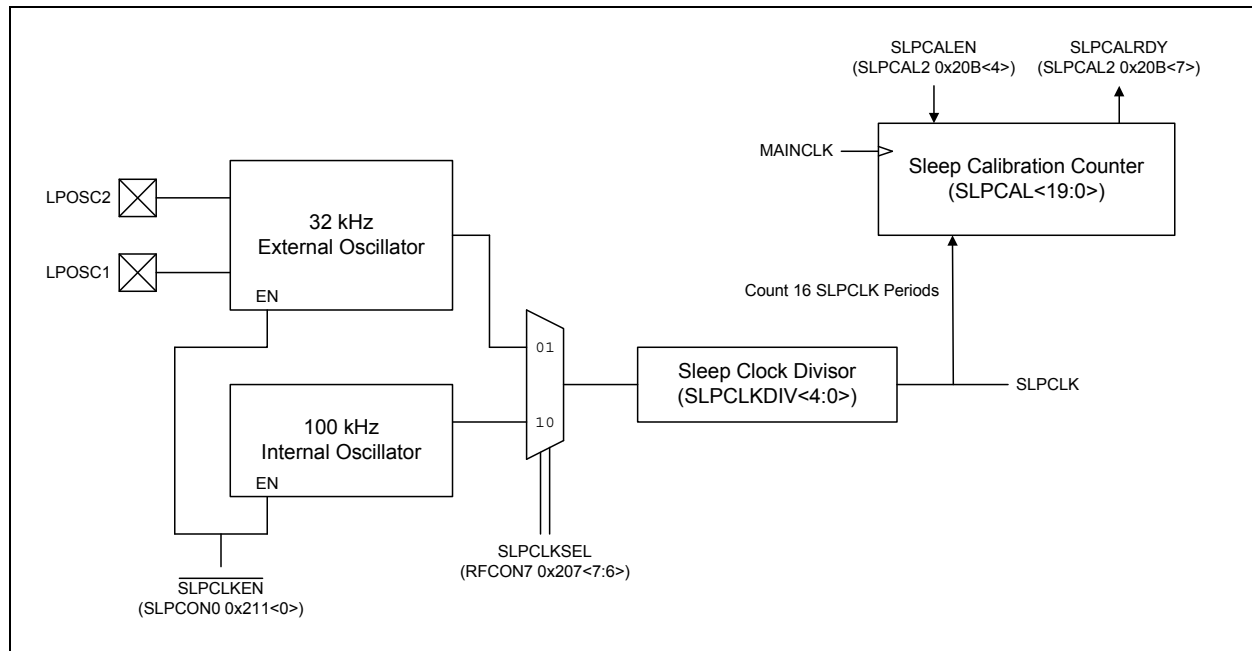 SLPCALEN
(SLPCAL2 0x20B<4>)
SLPCALRDY
(SLPCAL2 0x20B<7>)
MAINCLK
Sleep Calibration Counter
(SLPCAL<19:0>)
LPOSC2
LPOSC1
32 kHz
External Oscillator
EN
Count 16 SLPCLK Periods
01
10
Sleep Clock Divisor
(SLPCLKDIV<4:0>)
SLPCLK
100 kHz
Internal Oscillator
EN
SLPCLKEN
(SLPCON0 0x211<0>)
SLPCLKSEL
(RFCON7 0x207<7:6>)